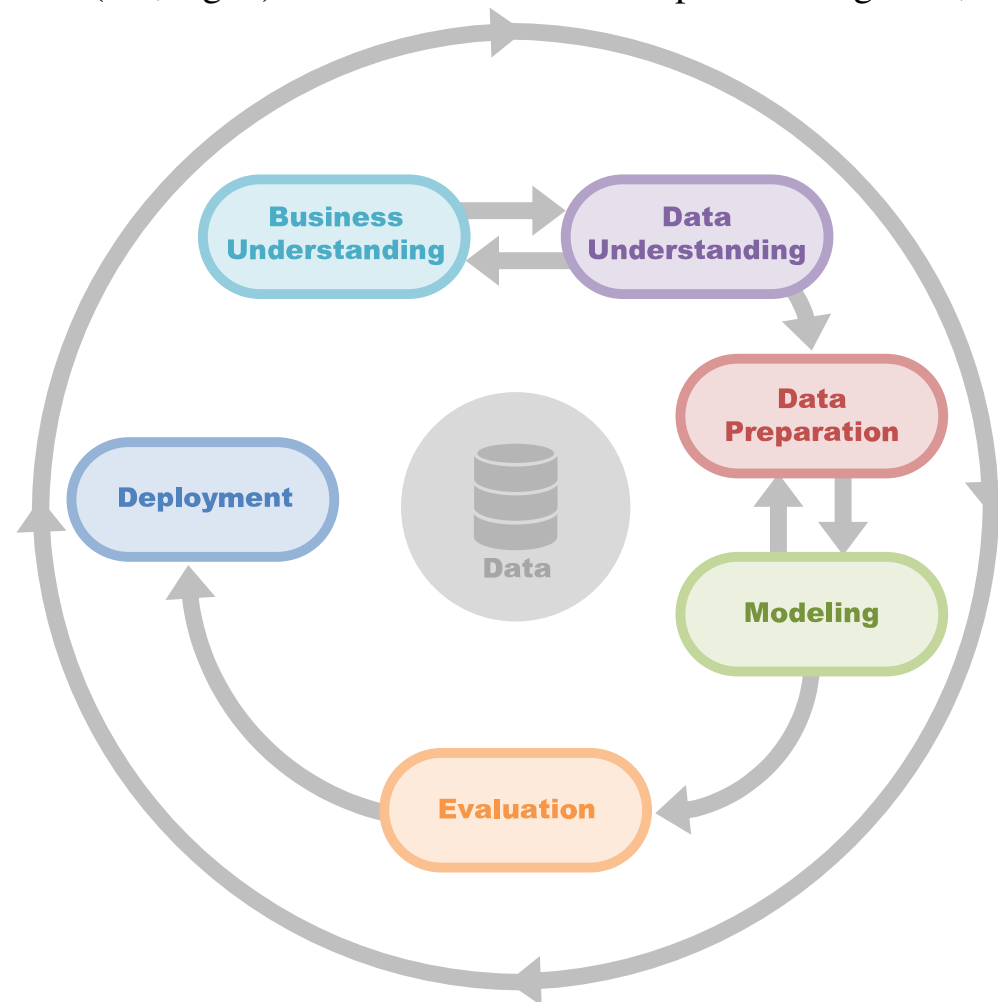 Business
Understanding
Data
Understanding
Data
Preparation
Deployment
Data
Modeling
Evaluation